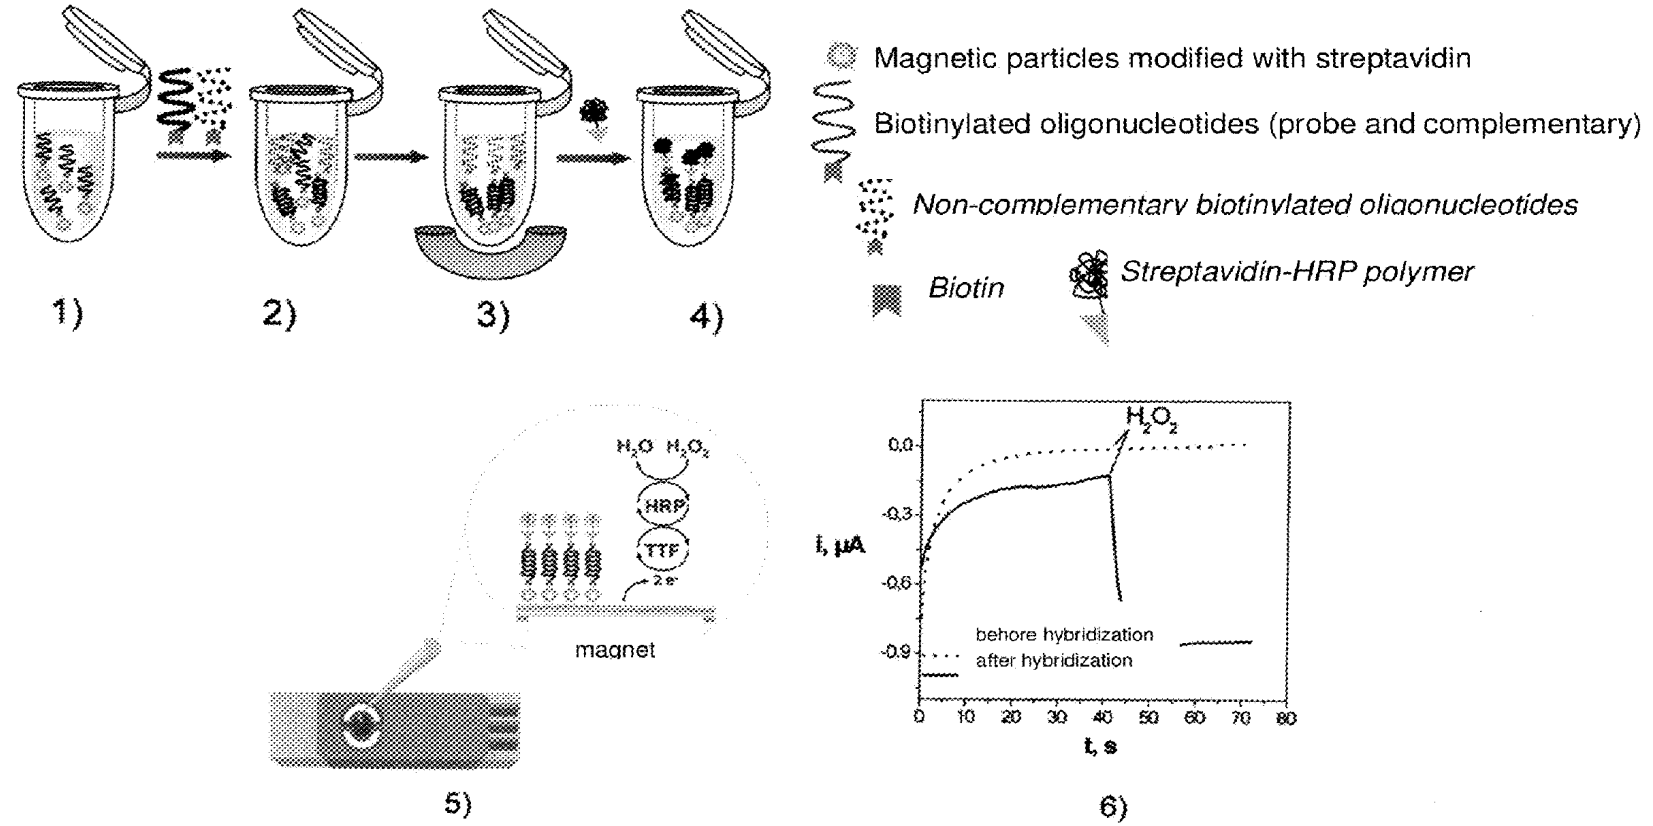 Magnetic particles modified with streptavidin
Biotinylated oligonucleotides (probe and complementary)
Non-complementary biotinylated oligonucleotides
Biotin
Streptavidin-HRP polymer
1)
2)
3)
4)
H2O H2O2
HRP
TTF
2 e-
magnet
5)
H2O2
0,0
-0,3
-0,6
-0,9
i, µA
behore hybridization
after hybridization
0 10 20 30 40 50 60 70 80
t, s
6)